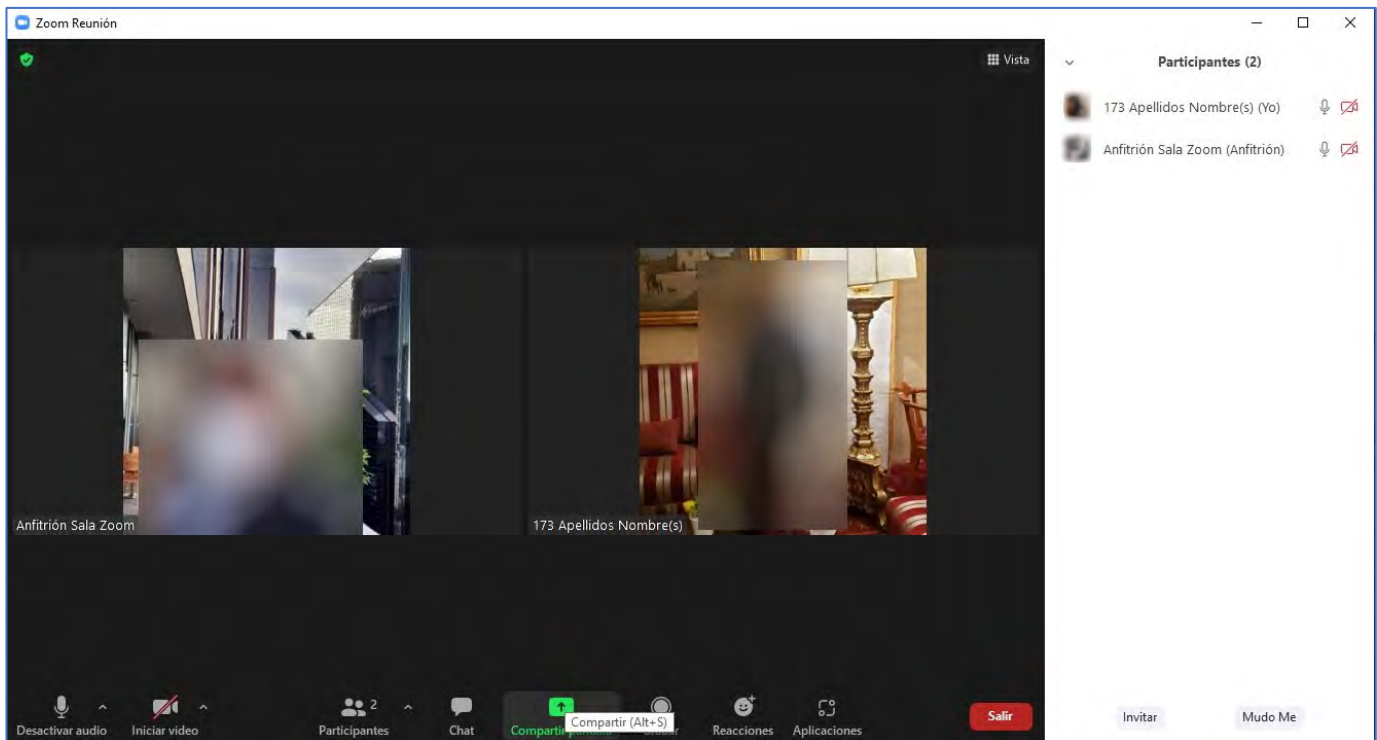 Zoom Reunión
Vista
Participantes (2)
173 Apellidos Nombre(s) (Yo)
Anfitrión Sala Zoom (Anfitrión)
Anfitrión Sala Zoom
173 Apellidos Nombre(s)
Desactivar audio
Iniciar video
2
Participantes
Chat
Compartir
Compartir (Alt+S)
Reacciones
Aplicaciones
Salir
Invitar
Mudo Me